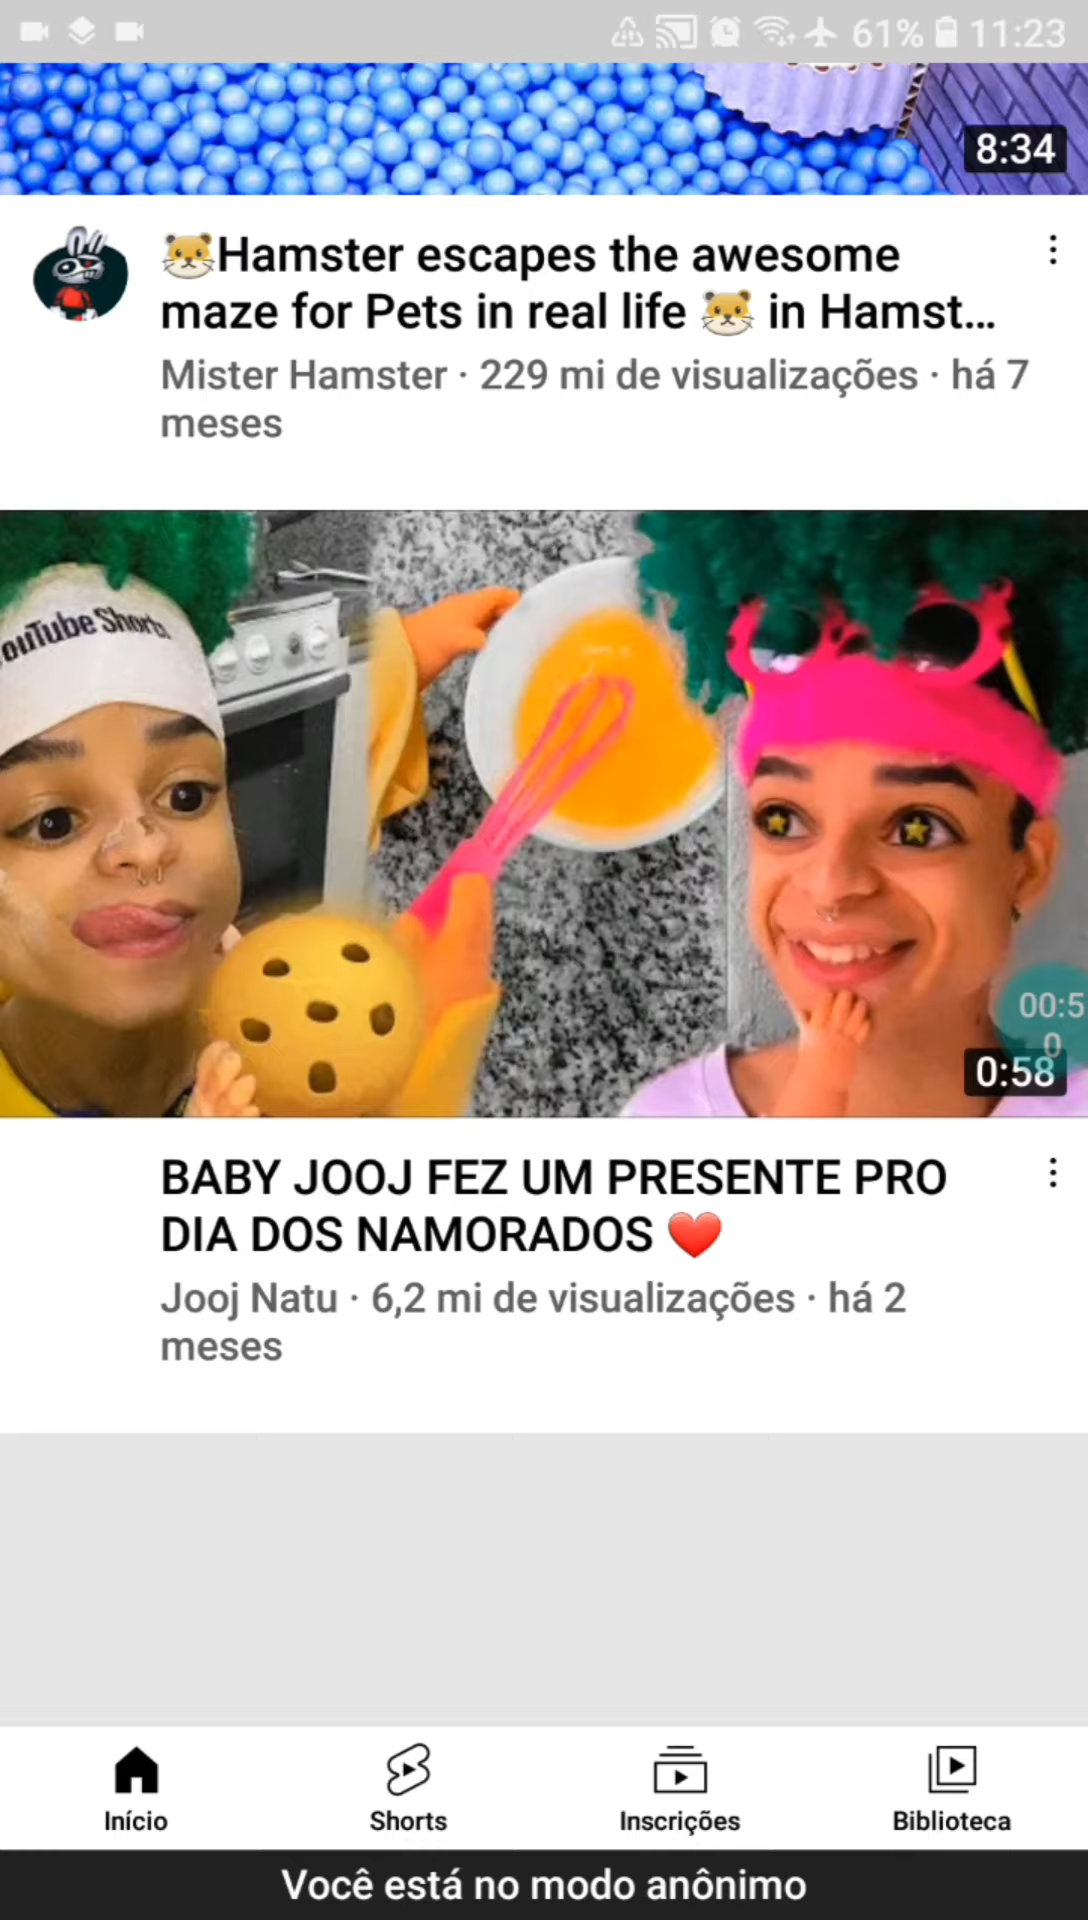 61% 11:23
8:34
🐹Hamster escapes the awesome
maze for Pets in real life 🐹 in Hamst...
Mister Hamster · 229 mi de visualizações · há 7
meses
ouTube Shorts
00:5
0
0:58
BABY JOOJ FEZ UM PRESENTE PRO
DIA DOS NAMORADOS ❤️
Jooj Natu · 6,2 mi de visualizações · há 2
meses
Início
Shorts
Inscrições
Biblioteca
Você está no modo anônimo